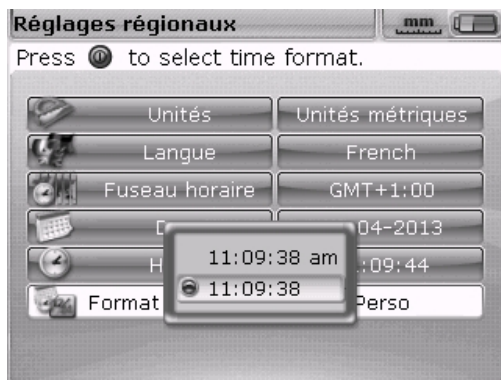 Réglages régionaux
mm
Press to select time format.
Unités
Unités métriques
Langue
French
Fuseau horaire
GMT+1:00
04-2013
:09:44
11:09:38 am
11:09:38
Format
Perso